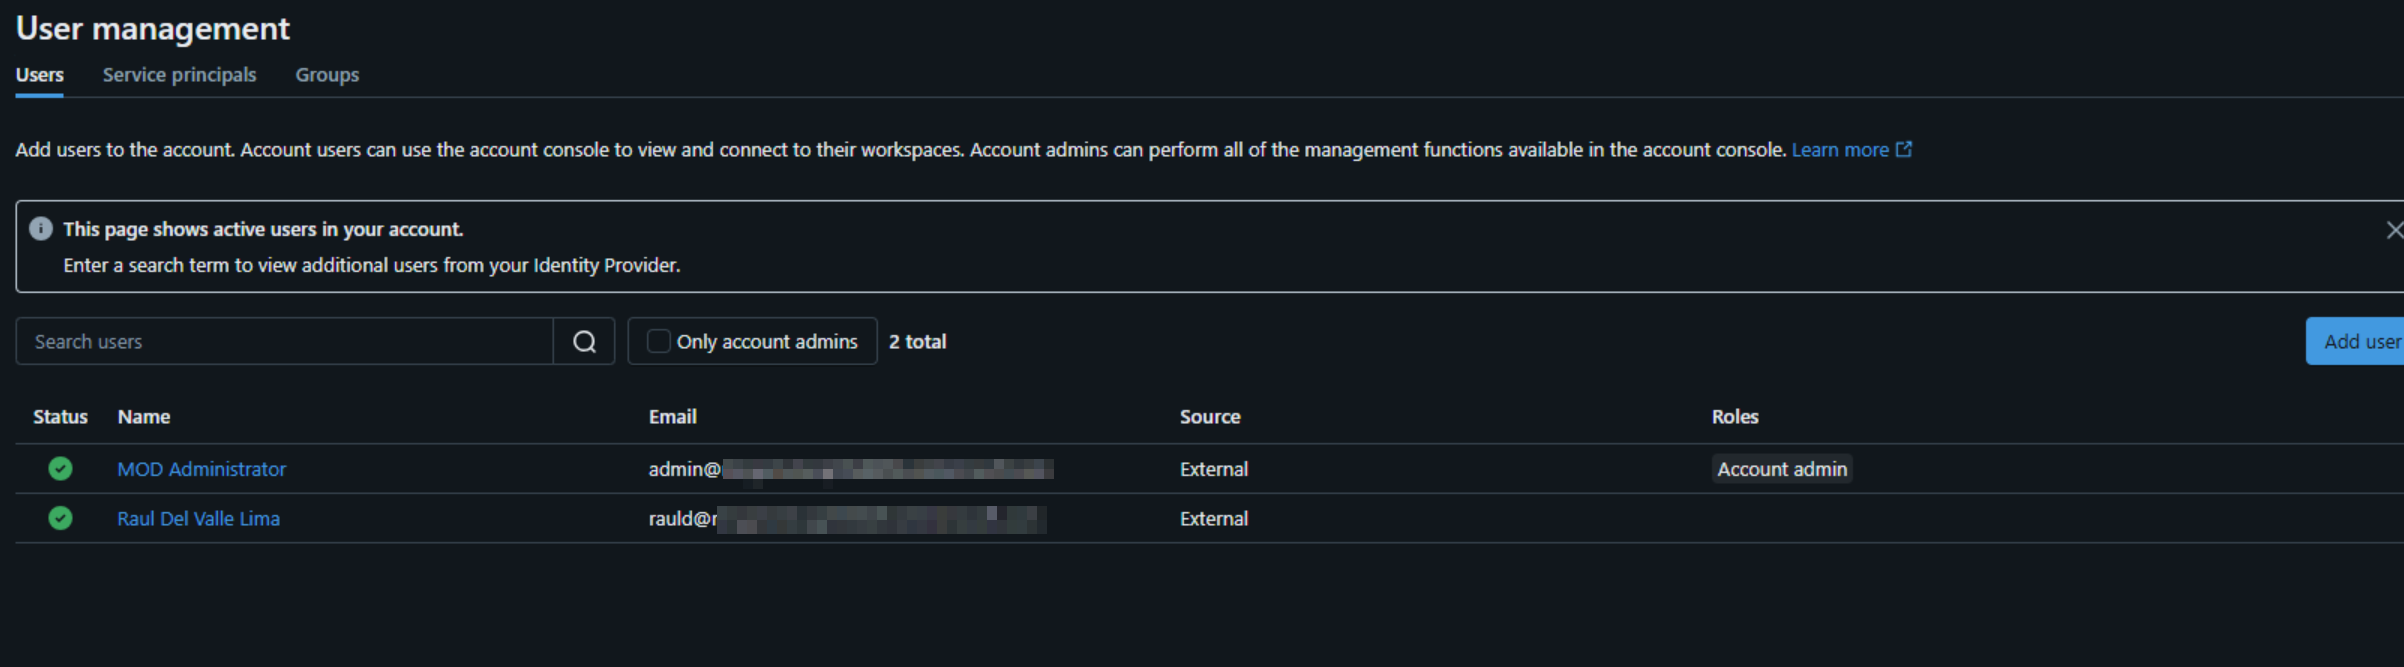 User management
Users Service principals Groups
Add users to the account. Account users can use the account console to view and connect to their workspaces. Account admins can perform all of the management functions available in the account console. Learn more
This page shows active users in your account.
Enter a search term to view additional users from your Identity Provider.
Search users Only account admins 2 total Add user
Status Name Email Source Roles
MOD Administrator admin@ External Account admin
Raul Del Valle Lima rauld@r External